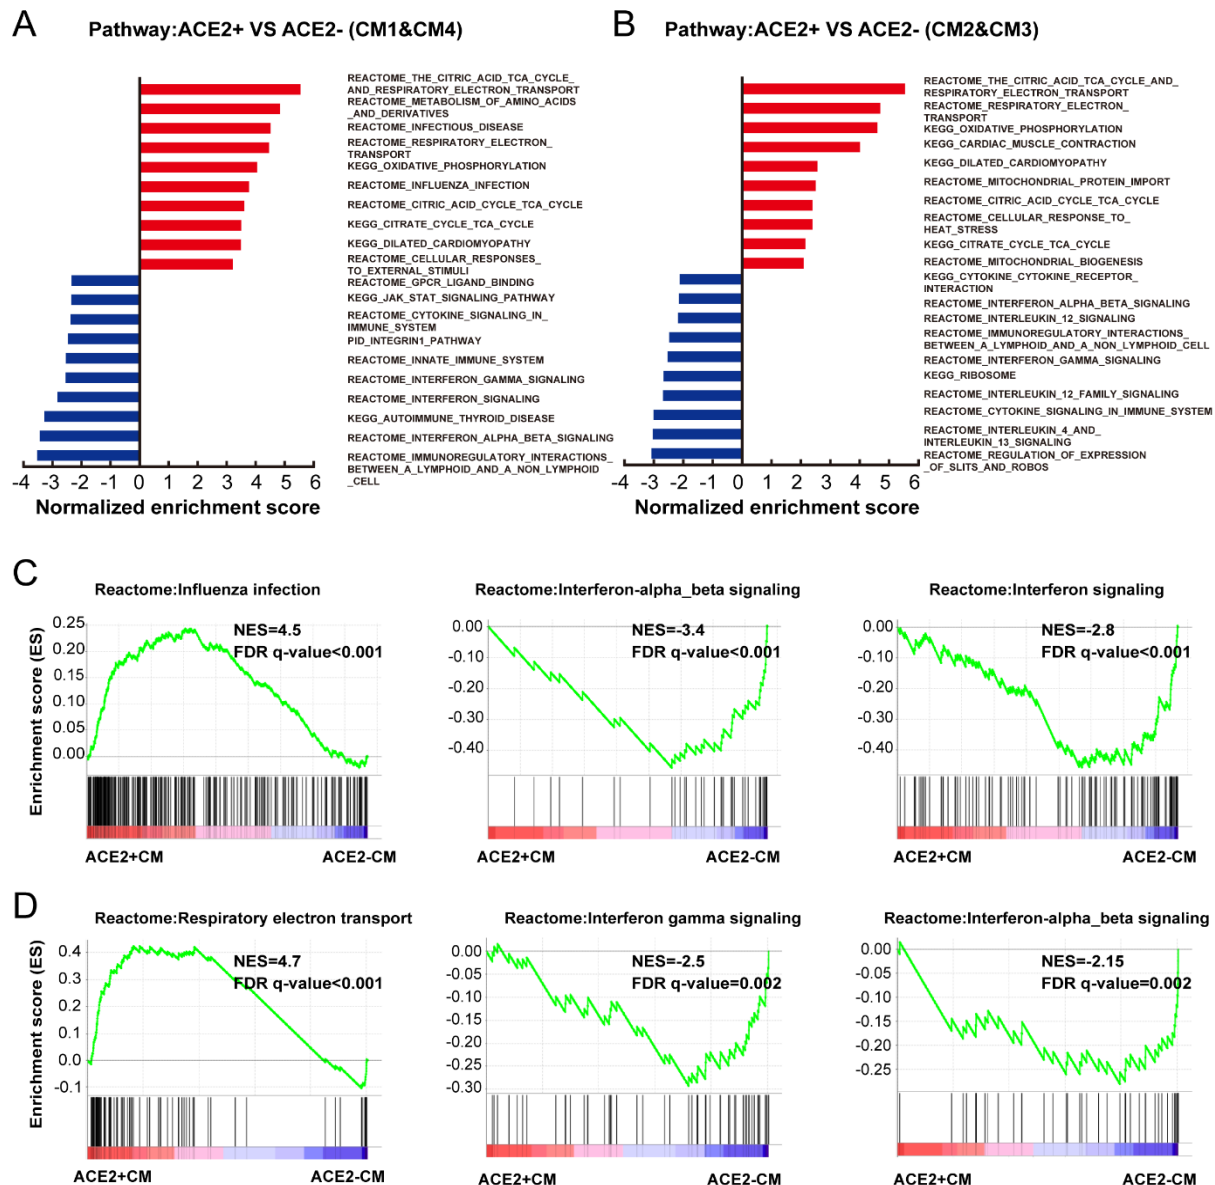 A
Pathway:ACE2+ VS ACE2- (CM1&CM4)
REACTOME_THE_CITRIC_ACID_TCA_CYCLE_
AND_RESPIRATORY_ELECTRON_TRANSPORT
REACTOME_METABOLISM_OF_AMINO_ACIDS
_AND_DERIVATIVES
REACTOME_INFECTIOUS_DISEASE
REACTOME_RESPIRATORY_ELECTRON_
TRANSPORT
KEGG_OXIDATIVE_PHOSPHORYLATION
REACTOME_INFLUENZA_INFECTION
REACTOME_CITRIC_ACID_CYCLE_TCA_CYCLE
KEGG_CITRATE_CYCLE_TCA_CYCLE
KEGG_DILATED_CARDIOMYOPATHY
REACTOME_CELLULAR_RESPONSES_
TO_EXTERNAL_STIMULI
REACTOME_GPCR_LIGAND_BINDING
KEGG_JAK_STAT_SIGNALING_PATHWAY
REACTOME_CYTOKINE_SIGNALING_IN_
IMMUNE_SYSTEM
PID_INTEGRIN1_PATHWAY
REACTOME_INNATE_IMMUNE_SYSTEM
REACTOME_INTERFERON_GAMMA_SIGNALING
REACTOME_INTERFERON_SIGNALING
KEGG_AUTOIMMUNE_THYROID_DISEASE
REACTOME_INTERFERON_ALPHA_BETA_SIGNALING
REACTOME_IMMUNOREGULATORY_INTERACTIONS_
BETWEEN_A_LYMPHOID_AND_A_NON_LYMPHOID
_CELL
-4 -3 -2 -1 0 1 2 3 4 5 6
Normalized enrichment score
B
Pathway:ACE2+ VS ACE2- (CM2&CM3)
REACTOME_THE_CITRIC_ACID_TCA_CYCLE_AND_
RESPIRATORY_ELECTRON_TRANSPORT
REACTOME_RESPIRATORY_ELECTRON_
TRANSPORT
KEGG_OXIDATIVE_PHOSPHORYLATION
KEGG_CARDIAC_MUSCLE_CONTRACTION
KEGG_DILATED_CARDIOMYOPATHY
REACTOME_MITOCHONDRIAL_PROTEIN_IMPORT
REACTOME_CITRIC_ACID_CYCLE_TCA_CYCLE
REACTOME_CELLULAR_RESPONSE_TO_
HEAT_STRESS
KEGG_CITRATE_CYCLE_TCA_CYCLE
REACTOME_MITOCHONDRIAL_BIOGENESIS
KEGG_CYTOKINE_CYTOKINE_RECEPTOR_
INTERACTION
REACTOME_INTERFERON_ALPHA_BETA_SIGNALING
REACTOME_INTERLEUKIN_12_SIGNALING
REACTOME_IMMUNOREGULATORY_INTERACTIONS_
BETWEEN_A_LYMPHOID_AND_A_NON_LYMPHOID_CELL
REACTOME_INTERFERON_GAMMA_SIGNALING
KEGG_RIBOSOME
REACTOME_INTERLEUKIN_12_FAMILY_SIGNALING
REACTOME_CYTOKINE_SIGNALING_IN_IMMUNE_SYSTEM
REACTOME_INTERLEUKIN_4_AND_
INTERLEUKIN_13_SIGNALING
REACTOME_REGULATION_OF_EXPRESSION
_OF_SLITS_AND_ROBOS
-4 -3 -2 -1 0 1 2 3 4 5 6
Normalized enrichment score
C
Reactome:Influenza infection
Enrichment score (ES)
0.25
0.20
0.15
0.10
0.05
0.00
NES=4.5
FDR q-value<0.001
ACE2+CM ACE2-CM
Reactome:Interferon-alpha_beta signaling
0.00
-0.10
-0.20
-0.30
-0.40
NES=-3.4
FDR q-value<0.001
ACE2+CM ACE2-CM
Reactome:Interferon signaling
0.00
-0.10
-0.20
-0.30
-0.40
NES=-2.8
FDR q-value<0.001
ACE2+CM ACE2-CM
D
Reactome:Respiratory electron transport
Enrichment score (ES)
0.4
0.3
0.2
0.1
0.0
-0.1
NES=4.7
FDR q-value<0.001
ACE2+CM ACE2-CM
Reactome:Interferon gamma signaling
0.00
-0.05
-0.10
-0.15
-0.20
-0.25
-0.30
NES=-2.5
FDR q-value=0.002
ACE2+CM ACE2-CM
Reactome:Interferon-alpha_beta signaling
0.00
-0.05
-0.10
-0.15
-0.20
-0.25
NES=-2.15
FDR q-value=0.002
ACE2+CM ACE2-CM